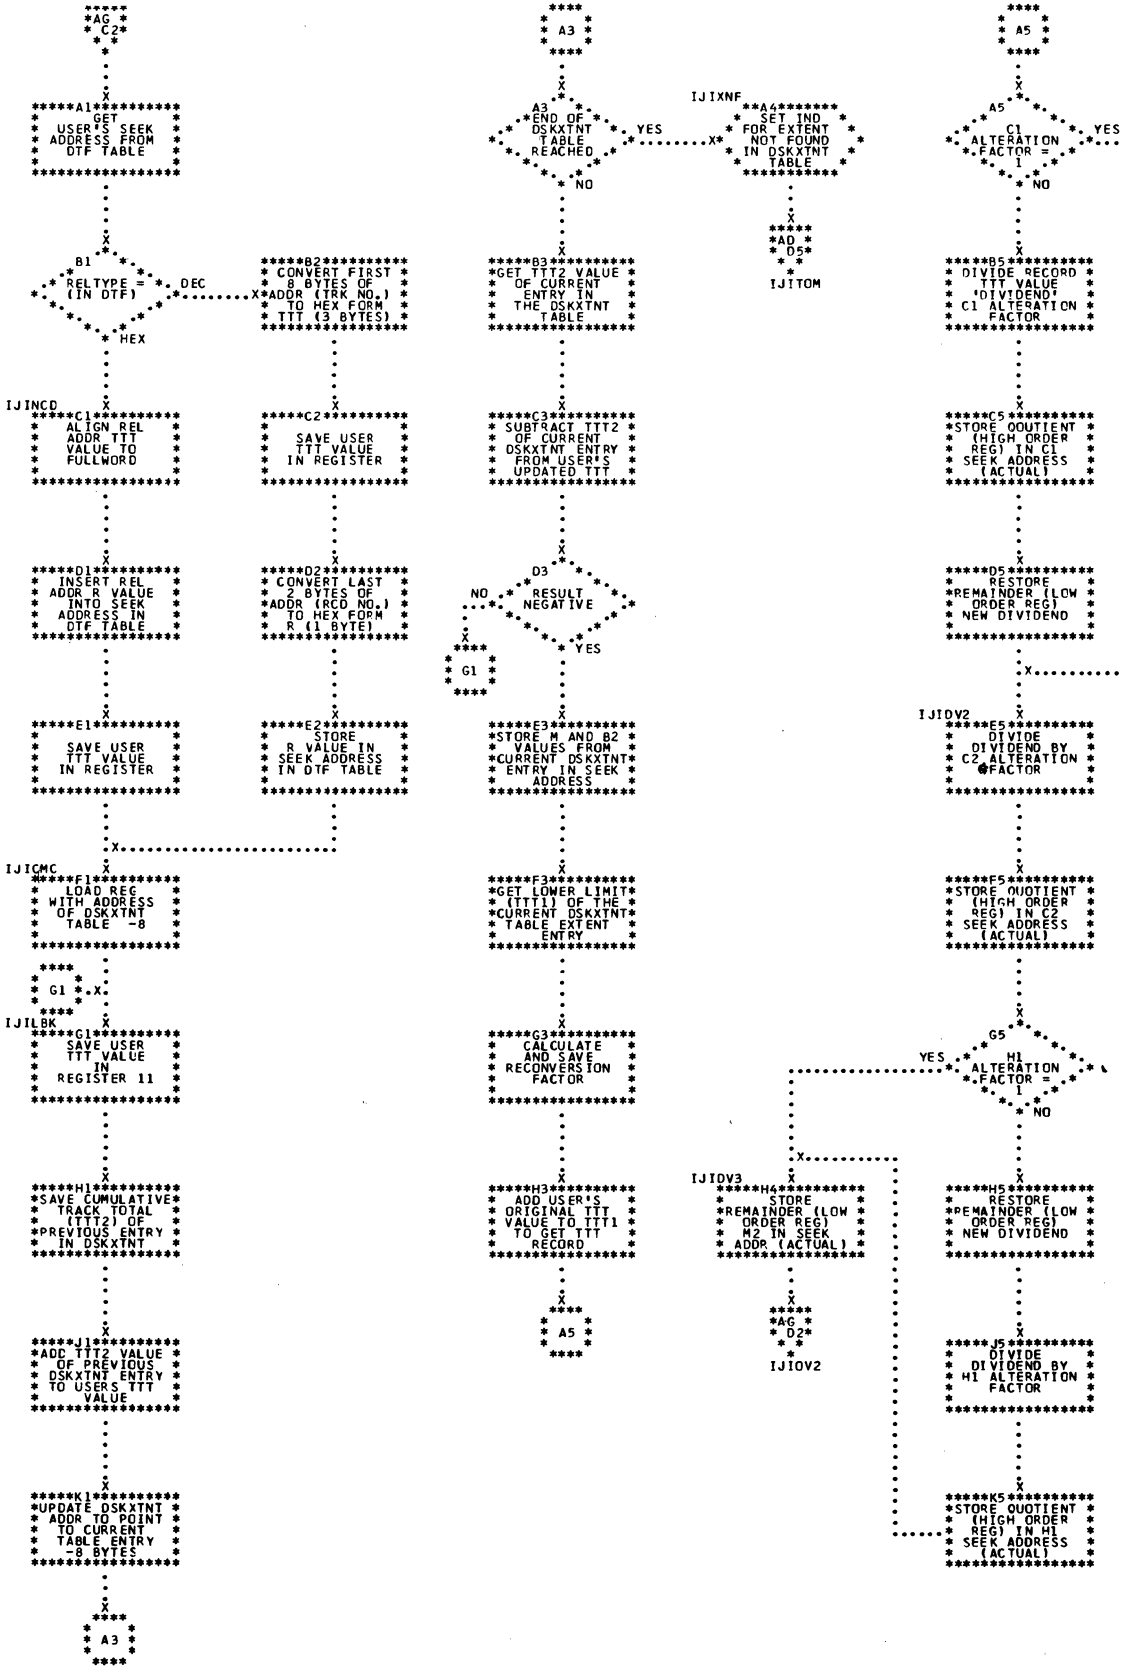 *AG
C2*
A1
GET
USER'S SEEK
ADDRESS FROM
DTF TABLE
B1
RELTYPE =
(IN DTF)
DEC
HEX
B2
CONVERT FIRST
8 BYTES OF
ADDR (TRK NO.)
TO HEX FORM
TTT (3 BYTES)
IJINCD
C1
ALIGN REL
ADDR TTT
VALUE TO
FULLWORD
C2
SAVE USER
TTT VALUE
IN REGISTER
D1
INSERT REL
ADDR R VALUE
INTO SEEK
ADDRESS IN
DTF TABLE
D2
CONVERT LAST
2 BYTES OF
ADDR (RCD NO.)
TO HEX FORM
R (1 BYTE)
E1
SAVE USER
TTT VALUE
IN REGISTER
E2
STORE
R VALUE IN
SEEK ADDRESS
IN DTF TABLE
IJICMC
F1
LOAD REG
WITH ADDRESS
OF DSKXTNT
TABLE -8
G1
IJILBK
G1
SAVE USER
TTT VALUE
IN
REGISTER 11
H1
SAVE CUMULATIVE
TRACK TOTAL
(TTT2) OF
PREVIOUS ENTRY
IN DSKXTNT
J1
ADD TTT2 VALUE
OF PREVIOUS
DSKXTNT ENTRY
TO USERS TTT
VALUE
K1
UPDATE DSKXTNT
ADDR TO POINT
TO CURRENT
TABLE ENTRY
-8 BYTES
A3
A3
A3
END OF
DSKXTNT
TABLE
REACHED
YES
NO
IJIXNF
A4
SET IND
FOR EXTENT
NOT FOUND
IN DSKXTNT
TABLE
*AD
D5*
IJITOM
B3
GET TTT2 VALUE
OF CURRENT
ENTRY IN
THE DSKXTNT
TABLE
C3
SUBTRACT TTT2
OF CURRENT
DSKXTNT ENTRY
FROM USER'S
UPDATED TTT
D3
RESULT
NEGATIVE
NO
YES
G1
E3
STORE M AND B2
VALUES FROM
CURRENT DSKXTNT
ENTRY IN SEEK
ADDRESS
F3
GET LOWER LIMIT
(TTT1) OF THE
CURRENT DSKXTNT
TABLE EXTENT
ENTRY
G3
CALCULATE
AND SAVE
RECONVERSION
FACTOR
H3
ADD USER'S
ORIGINAL TTT
VALUE TO TTT1
TO GET TTT
RECORD
A5
IJIDV3
H4
STORE
REMAINDER (LOW
ORDER REG)
M2 IN SEEK
ADDR (ACTUAL)
*AG
D2*
IJIOV2
A5
A5
C1
ALTERATION
FACTOR =
1
YES
NO
B5
DIVIDE RECORD
TTT VALUE
'DIVIDEND'
C1 ALTERATION
FACTOR
C5
STORE QOUTIENT
(HIGH ORDER
REG) IN C1
SEEK ADDRESS
(ACTUAL)
D5
RESTORE
REMAINDER (LOW
ORDER REG)
NEW DIVIDEND
IJIDV2
E5
DIVIDE
DIVIDEND BY
C2 ALTERATION
FACTOR
F5
STORE QUOTIENT
(HIGH ORDER
REG) IN C2
SEEK ADDRESS
(ACTUAL)
G5
H1
ALTERATION
FACTOR =
1
YES
NO
H5
RESTORE
REMAINDER (LOW
ORDER REG)
NEW DIVIDEND
J5
DIVIDE
DIVIDEND BY
H1 ALTERATION
FACTOR
K5
STORE QUOTIENT
(HIGH ORDER
REG) IN H1
SEEK ADDRESS
(ACTUAL)